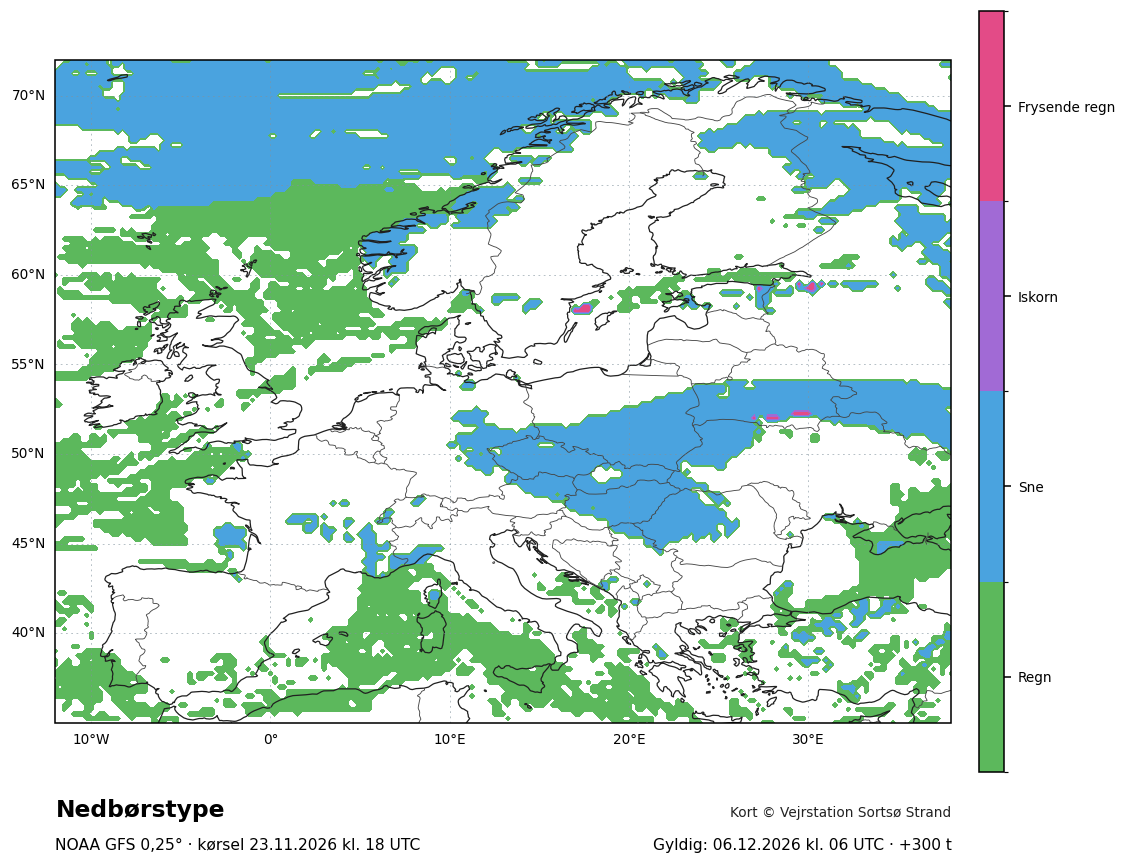 70°N
65°N
60°N
55°N
50°N
45°N
40°N
10°W
0°
10°E
20°E
30°E
Frysende regn
Iskorn
Sne
Regn
Nedbørstype
Kort © Vejrstation Sortsø Strand
NOAA GFS 0,25° · kørsel 23.11.2026 kl. 18 UTC
Gyldig: 06.12.2026 kl. 06 UTC · +300 t